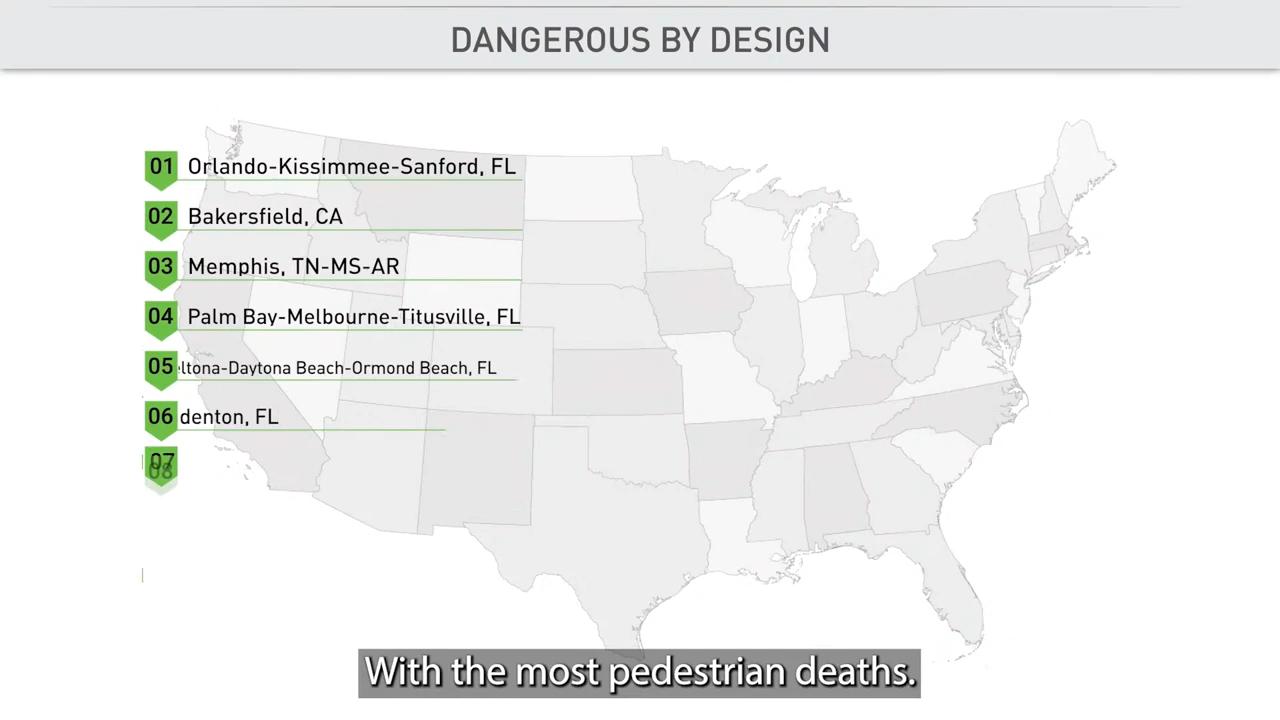 DANGEROUS BY DESIGN
01 Orlando-Kissimmee-Sanford, FL
02 Bakersfield, CA
03 Memphis, TN-MS-AR
04 Palm Bay-Melbourne-Titusville, FL
05 ltona-Daytona Beach-Ormond Beach, FL
06 denton, FL
07
08
With the most pedestrian deaths.